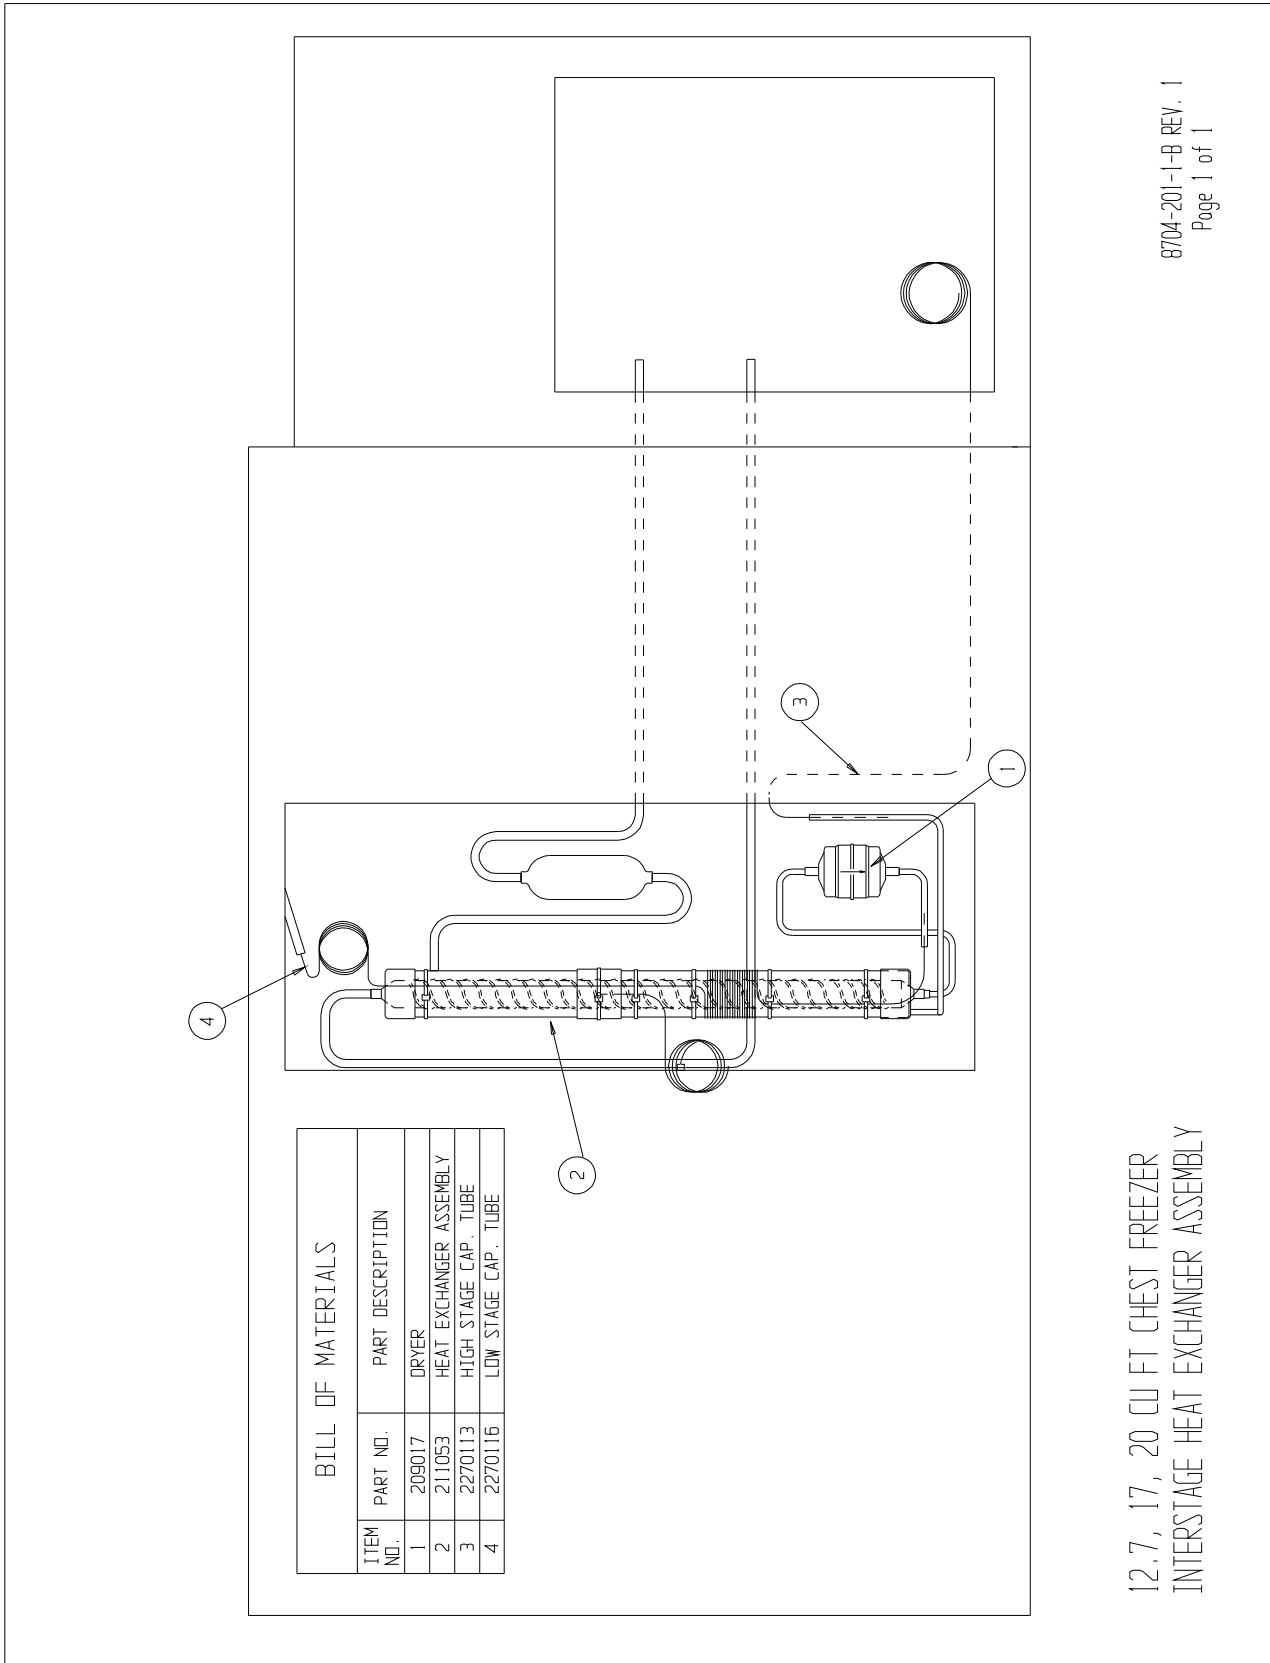 BILL OF MATERIALS
ITEM NO. PART NO. PART DESCRIPTION
1 209017 DRYER
2 211053 HEAT EXCHANGER ASSEMBLY
3 2270113 HIGH STAGE CAP. TUBE
4 2270116 LOW STAGE CAP. TUBE
4
2
3
1
12.7, 17, 20 CU FT CHEST FREEZER
INTERSTAGE HEAT EXCHANGER ASSEMBLY
8704-201-1-B REV. 1
Page 1 of 1